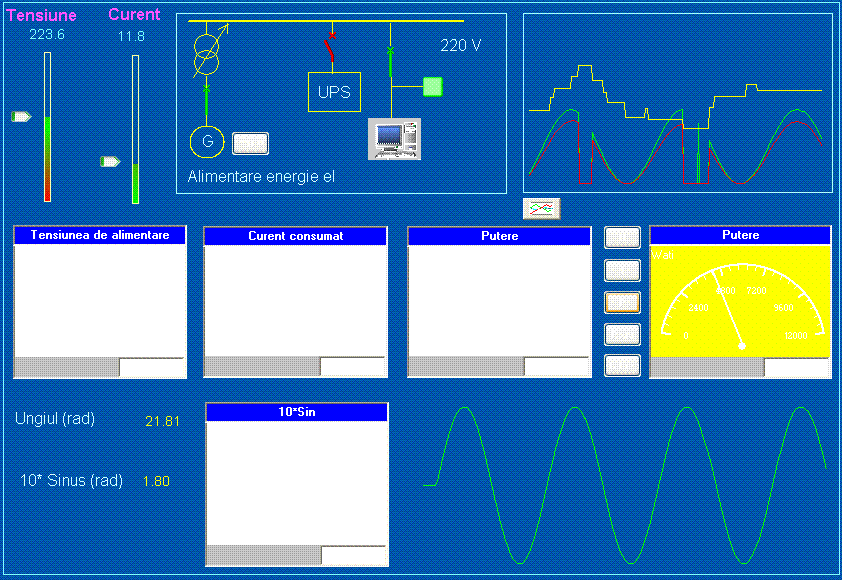 Tensiune
Curent
223.6
11.8
220 V
UPS
G
Alimentare energie el
Tensiunea de alimentare
Curent consumat
Putere
Putere
2400
4800
7200
9600
0
12000
Ungiul (rad)
21.81
10*Sin
10* Sinus (rad)
1.80